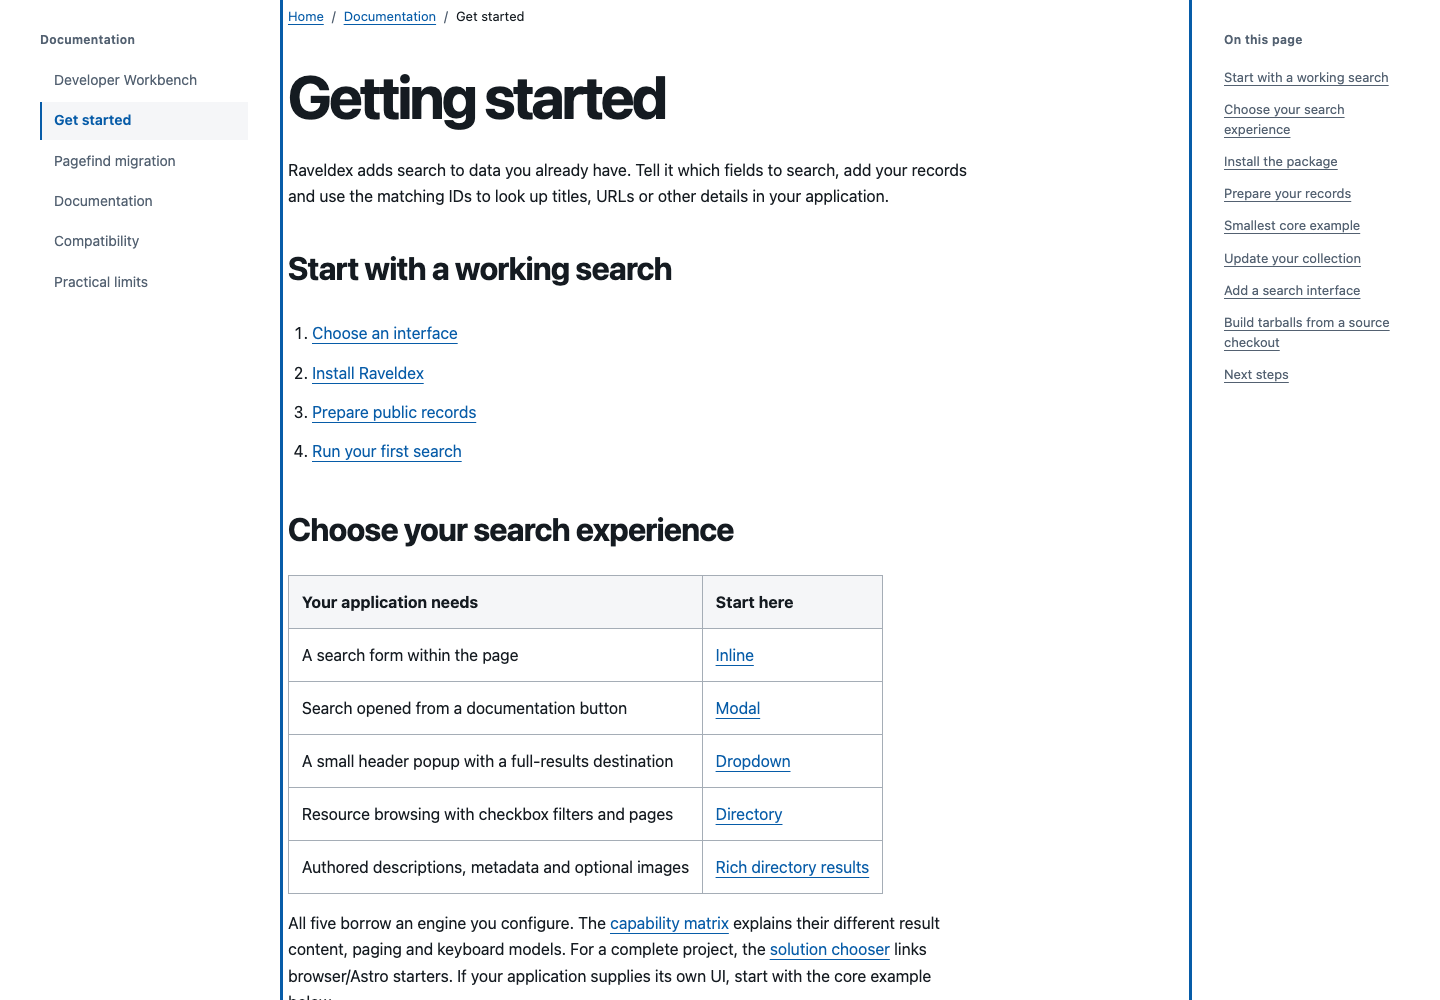 Documentation
Developer Workbench
Get started
Pagefind migration
Documentation
Compatibility
Practical limits
Home / Documentation / Get started
Getting started
Raveldex adds search to data you already have. Tell it which fields to search, add your records
and use the matching IDs to look up titles, URLs or other details in your application.
Start with a working search
1. Choose an interface
2. Install Raveldex
3. Prepare public records
4. Run your first search
Choose your search experience
Your application needs Start here
A search form within the page Inline
Search opened from a documentation button Modal
A small header popup with a full-results destination Dropdown
Resource browsing with checkbox filters and pages Directory
Authored descriptions, metadata and optional images Rich directory results
All five borrow an engine you configure. The capability matrix explains their different result
content, paging and keyboard models. For a complete project, the solution chooser links
browser/Astro starters. If your application supplies its own UI, start with the core example
On this page
Start with a working search
Choose your search
experience
Install the package
Prepare your records
Smallest core example
Update your collection
Add a search interface
Build tarballs from a source
checkout
Next steps